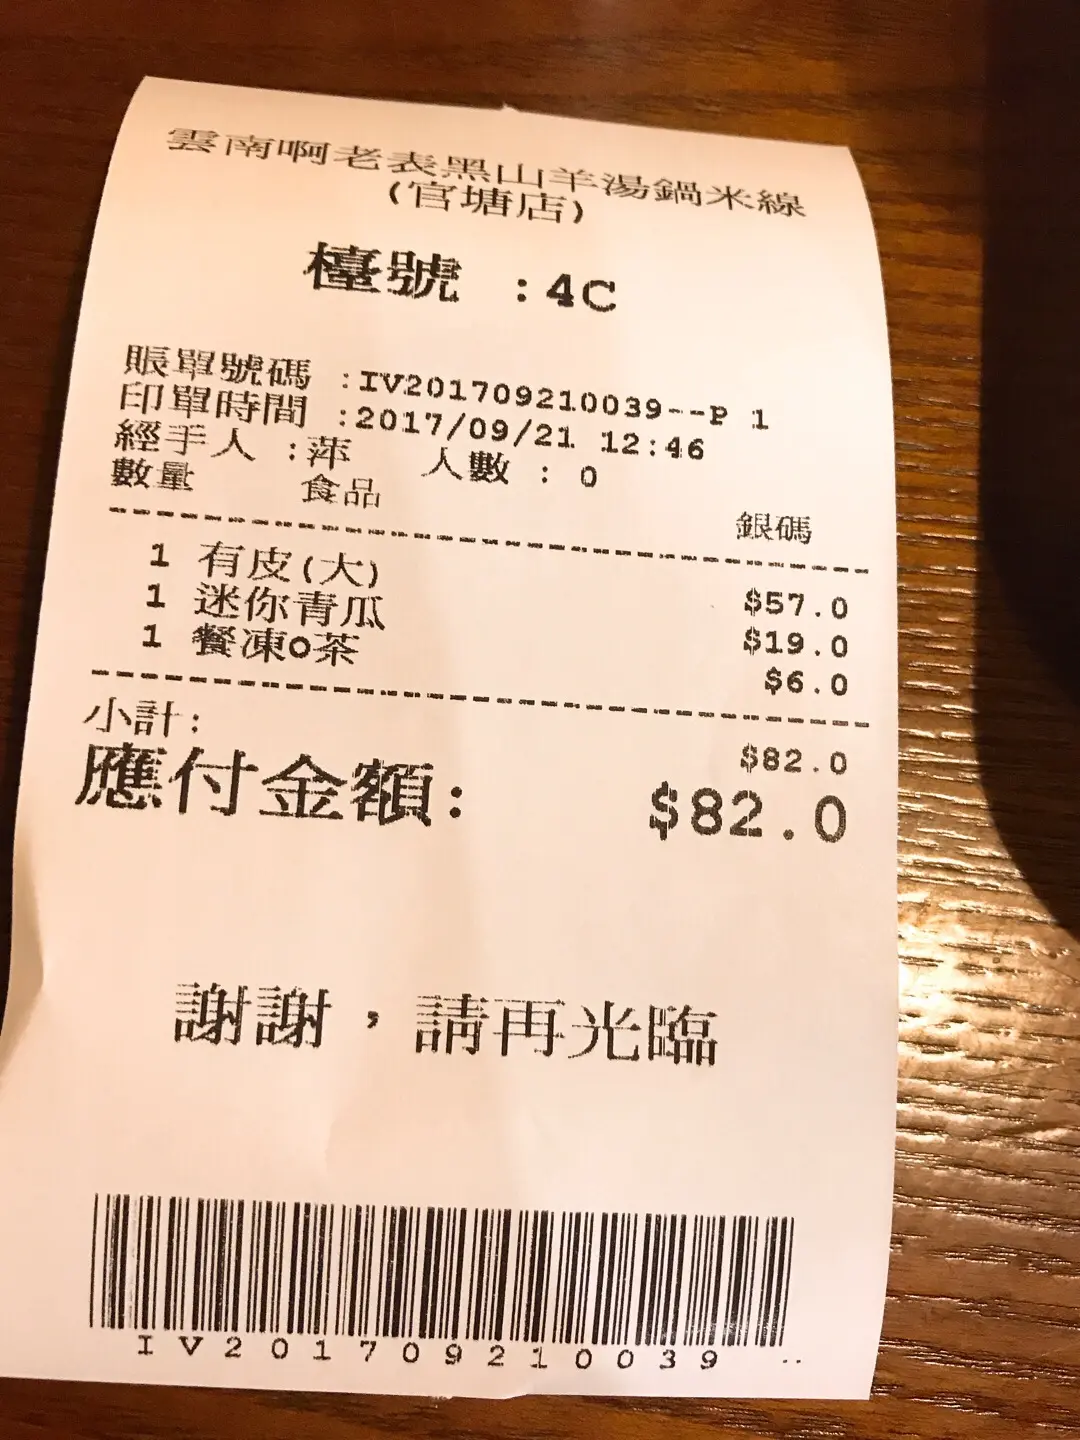 雲南啊老表黑山羊湯鍋米線
(官塘店)
檯號 :4C
賬單號碼 :IV201709210039--P 1
印單時間 :2017/09/21 12:46
經手人 :萍 人數 : 0
數量 食品 銀碼
1 有皮(大) $57.0
1 迷你青瓜 $19.0
1 餐凍O茶 $6.0
小計: $82.0
應付金額: $82.0
謝謝，請再光臨
IV201709210039